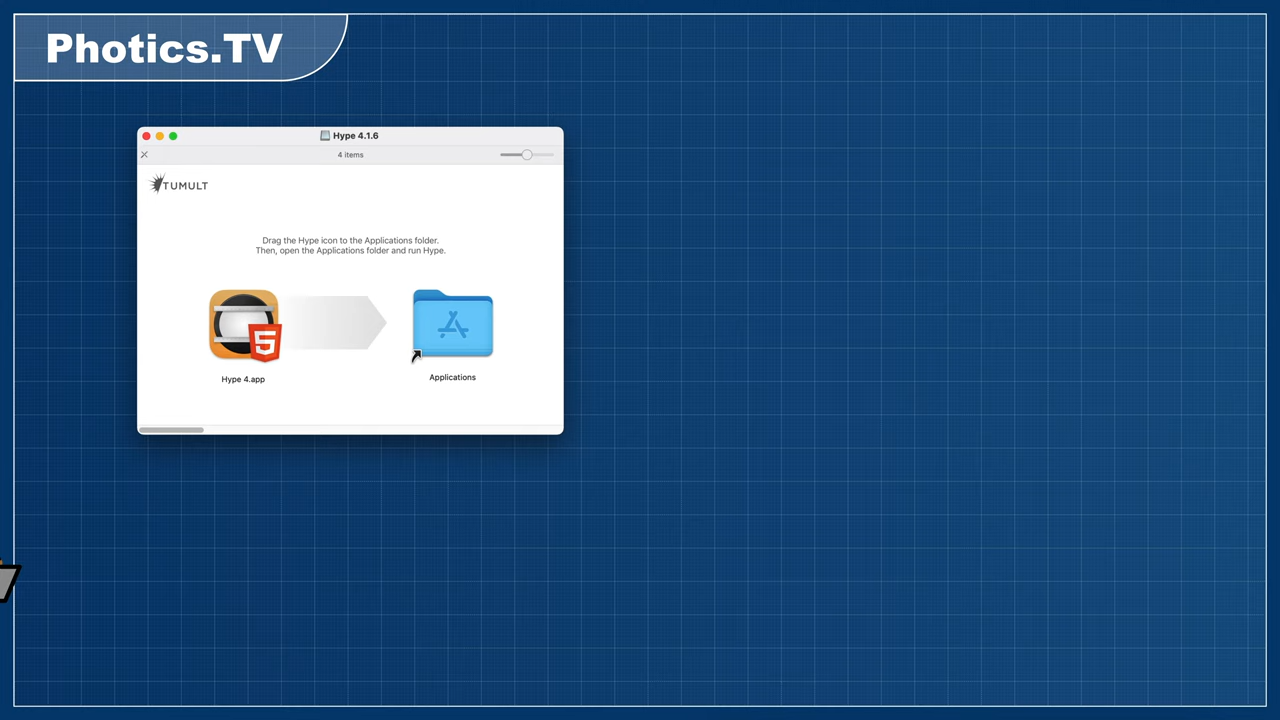 Photics.TV
Hype 4.1.6
4 items
TUMULT
Drag the Hype icon to the Applications folder.
Then, open the Applications folder and run Hype.
5
Hype 4.app
Applications